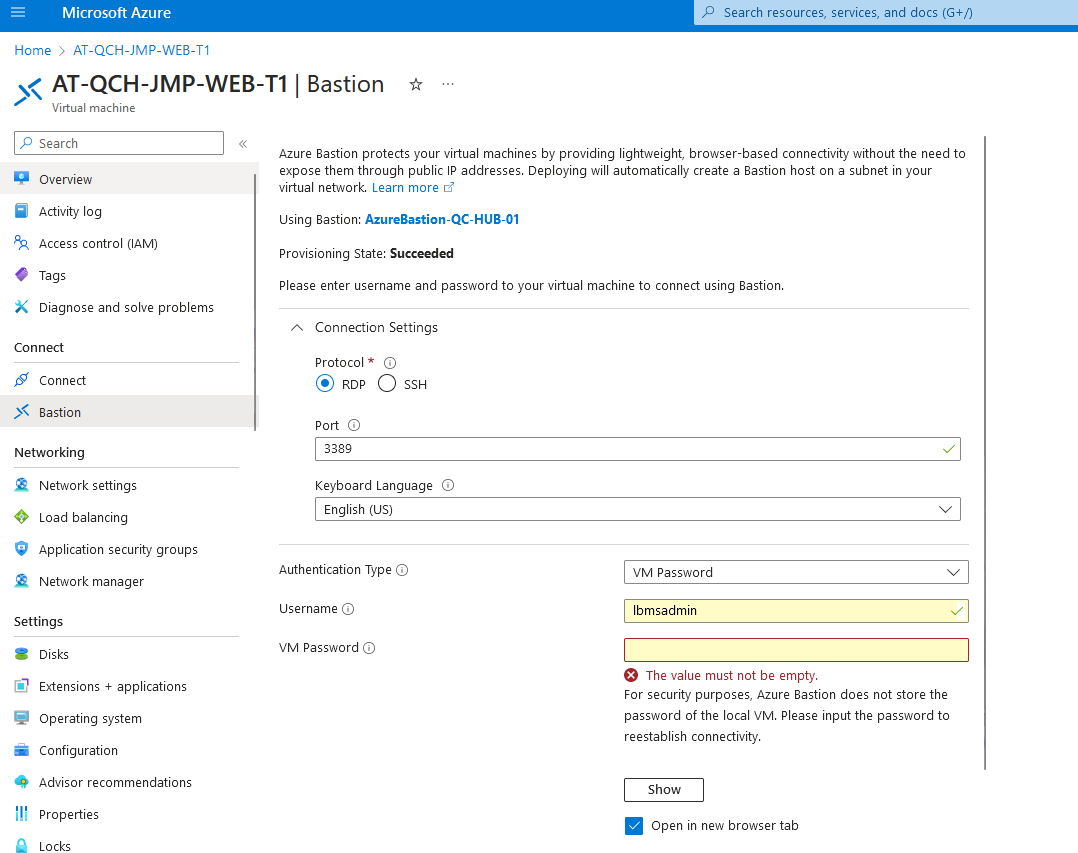 Microsoft Azure
Search resources, services, and docs (G+/)
Home > AT-QCH-JMP-WEB-T1
AT-QCH-JMP-WEB-T1 | Bastion
Virtual machine
Search
Overview
Activity log
Access control (IAM)
Tags
Diagnose and solve problems
Connect
Connect
Bastion
Networking
Network settings
Load balancing
Application security groups
Network manager
Settings
Disks
Extensions + applications
Operating system
Configuration
Advisor recommendations
Properties
Locks
Azure Bastion protects your virtual machines by providing lightweight, browser-based connectivity without the need to
expose them through public IP addresses. Deploying will automatically create a Bastion host on a subnet in your
virtual network. Learn more
Using Bastion: AzureBastion-QC-HUB-01
Provisioning State: Succeeded
Please enter username and password to your virtual machine to connect using Bastion.
Connection Settings
Protocol *
RDP SSH
Port
3389
Keyboard Language
English (US)
Authentication Type
VM Password
Username
lbmsadmin
VM Password
The value must not be empty.
For security purposes, Azure Bastion does not store the
password of the local VM. Please input the password to
reestablish connectivity.
Show
Open in new browser tab